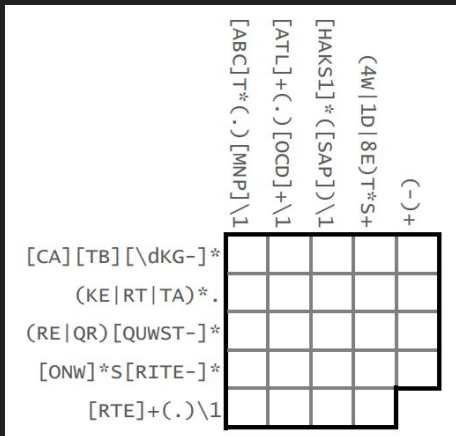 [ABC]T*(.)[MNP]\1
[ATL]+(.)[OCD]+\1
[HAKS1]*([SAP])\1
(4W|1D|8E)T*S+
(-)+
[CA][TB][\dKG-]*
(KE|RT|TA)*.
(RE|QR)[QUWST-]*
[ONW]*S[RITE-]*
[RTE]+(.)\1